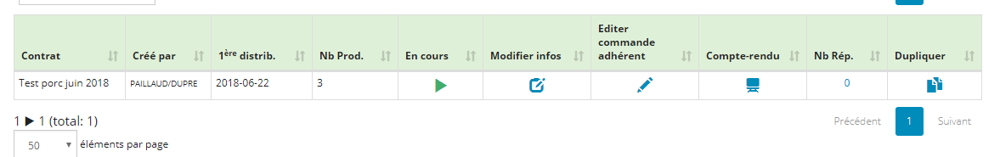 Contrat Créé par 1ère distrib. Nb Prod. En cours Modifier infos Editer commande adhérent Compte-rendu Nb Rép. Dupliquer
Test porc juin 2018 PAILLAUD/DUPRE 2018-06-22 3 0
1 ► 1 (total: 1) Précédent 1 Suivant
50 éléments par page